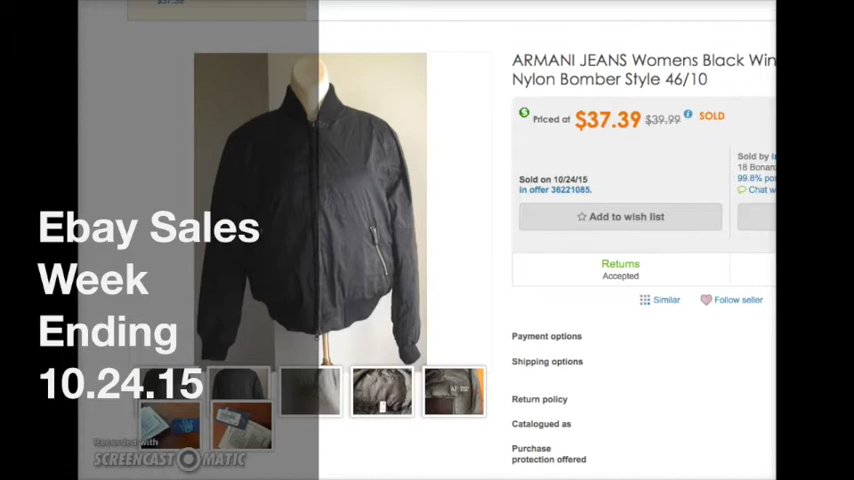 $37.39
ARMANI JEANS Womens Black Win
Nylon Bomber Style 46/10
Priced at $37.39 $39.99 SOLD
Sold on 10/24/15
in offer 36221085.
Sold by
18 Bonan
99.8% po
Chat w
Add to wish list
Returns
Accepted
Similar
Follow seller
Payment options
Shipping options
Return policy
Catalogued as
Purchase
protection offered
Ebay Sales
Week
Ending
10.24.15
Recorded with
SCREENCAST-O-MATIC